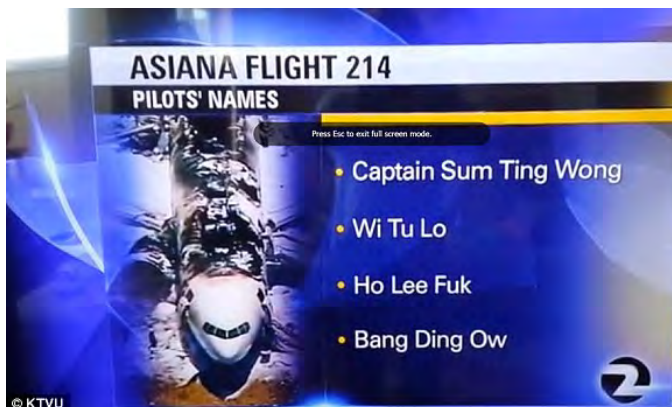 ASIANA FLIGHT 214
PILOTS' NAMES
Press Esc to exit full screen mode.
• Captain Sum Ting Wong
• Wi Tu Lo
• Ho Lee Fuk
• Bang Ding Ow
2
© KTVU